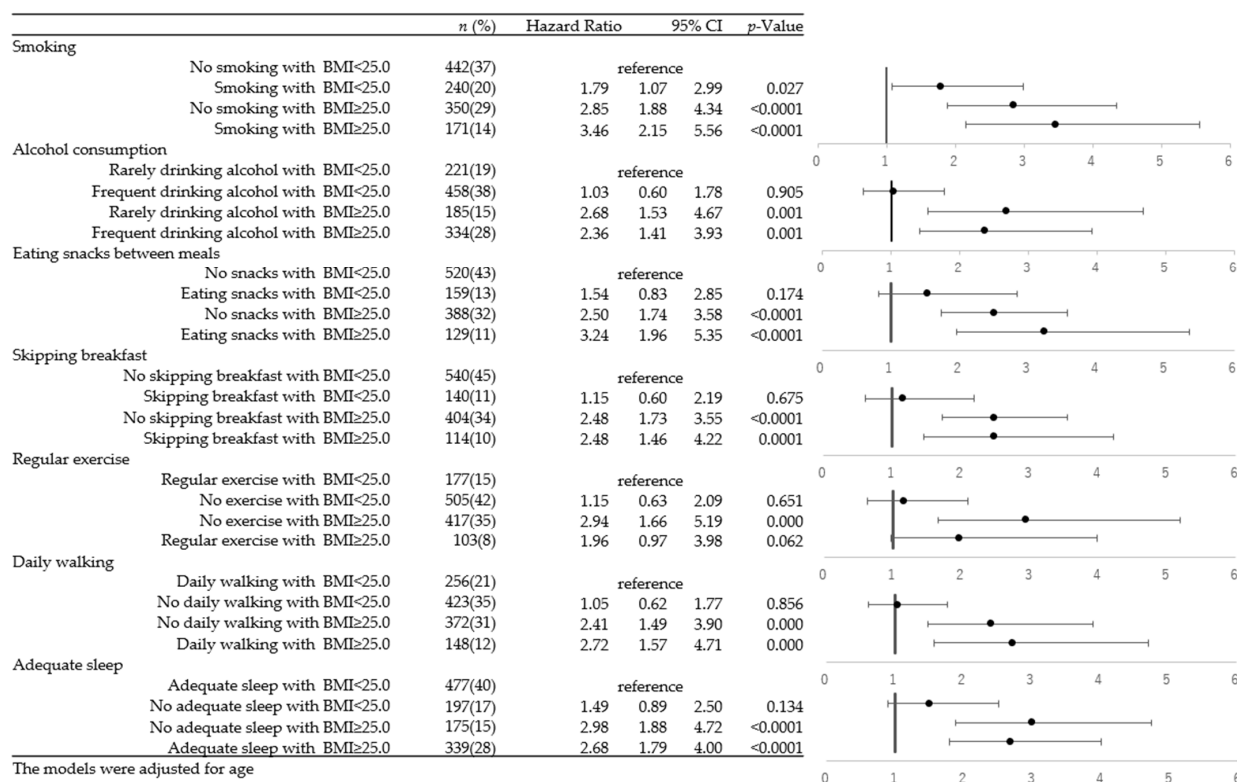 n (%) Hazard Ratio 95% CI p-Value
Smoking
No smoking with BMI<25.0 442(37) reference
Smoking with BMI<25.0 240(20) 1.79 1.07 2.99 0.027
No smoking with BMI≥25.0 350(29) 2.85 1.88 4.34 <0.0001
Smoking with BMI≥25.0 171(14) 3.46 2.15 5.56 <0.0001
0 1 2 3 4 5 6
Alcohol consumption
Rarely drinking alcohol with BMI<25.0 221(19) reference
Frequent drinking alcohol with BMI<25.0 458(38) 1.03 0.60 1.78 0.905
Rarely drinking alcohol with BMI≥25.0 185(15) 2.68 1.53 4.67 0.001
Frequent drinking alcohol with BMI≥25.0 334(28) 2.36 1.41 3.93 0.001
0 1 2 3 4 5 6
Eating snacks between meals
No snacks with BMI<25.0 520(43) reference
Eating snacks with BMI<25.0 159(13) 1.54 0.83 2.85 0.174
No snacks with BMI≥25.0 388(32) 2.50 1.74 3.58 <0.0001
Eating snacks with BMI≥25.0 129(11) 3.24 1.96 5.35 <0.0001
0 1 2 3 4 5 6
Skipping breakfast
No skipping breakfast with BMI<25.0 540(45) reference
Skipping breakfast with BMI<25.0 140(11) 1.15 0.60 2.19 0.675
No skipping breakfast with BMI≥25.0 404(34) 2.48 1.73 3.55 <0.0001
Skipping breakfast with BMI≥25.0 114(10) 2.48 1.46 4.22 0.0001
0 1 2 3 4 5 6
Regular exercise
Regular exercise with BMI<25.0 177(15) reference
No exercise with BMI<25.0 505(42) 1.15 0.63 2.09 0.651
No exercise with BMI≥25.0 417(35) 2.94 1.66 5.19 0.000
Regular exercise with BMI≥25.0 103(8) 1.96 0.97 3.98 0.062
0 1 2 3 4 5 6
Daily walking
Daily walking with BMI<25.0 256(21) reference
No daily walking with BMI<25.0 423(35) 1.05 0.62 1.77 0.856
No daily walking with BMI≥25.0 372(31) 2.41 1.49 3.90 0.000
Daily walking with BMI≥25.0 148(12) 2.72 1.57 4.71 0.000
0 1 2 3 4 5 6
Adequate sleep
Adequate sleep with BMI<25.0 477(40) reference
No adequate sleep with BMI<25.0 197(17) 1.49 0.89 2.50 0.134
No adequate sleep with BMI≥25.0 175(15) 2.98 1.88 4.72 <0.0001
Adequate sleep with BMI≥25.0 339(28) 2.68 1.79 4.00 <0.0001
0 1 2 3 4 5 6
The models were adjusted for age